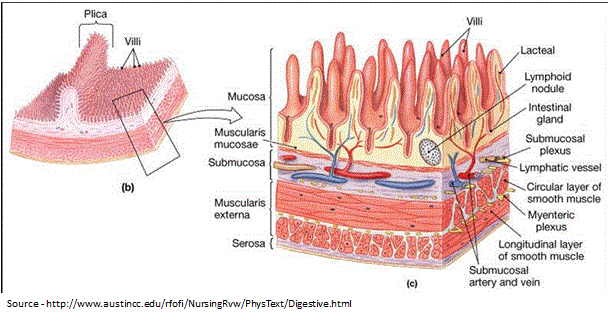 Plica
Villi
(b)
Villi
Lacteal
Lymphoid
nodule
Intestinal
gland
Submucosal
plexus
Lymphatic vessel
Circular layer of
smooth muscle
Myenteric
plexus
Longitudinal layer
of smooth muscle
Submucosal
artery and vein
Mucosa
Muscularis
mucosae
Submucosa
Muscularis
externa
Serosa
(c)
Source - http://www.austincc.edu/rfofi/NursingRvw/PhysText/Digestive.html